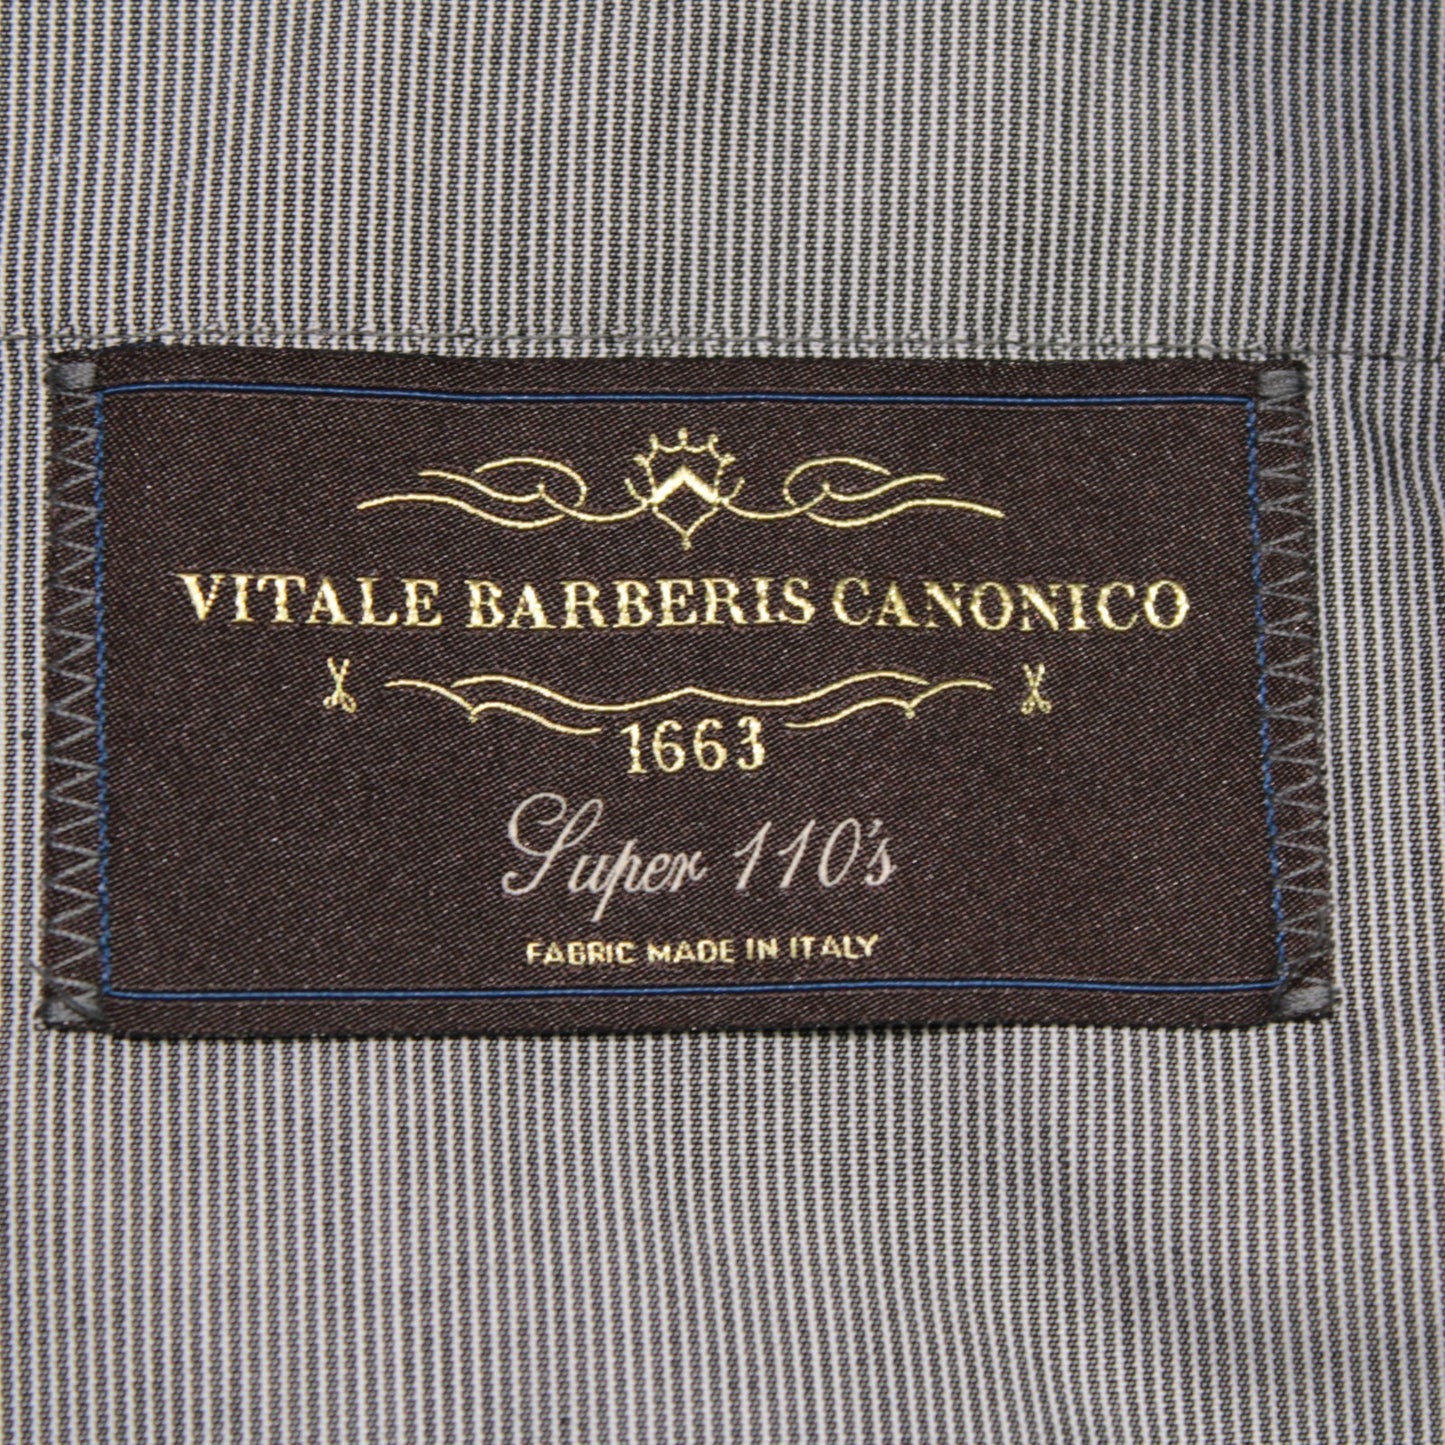 VITALE BARBERIS CANONICO
1663
Super 110's
FABRIC MADE IN ITALY